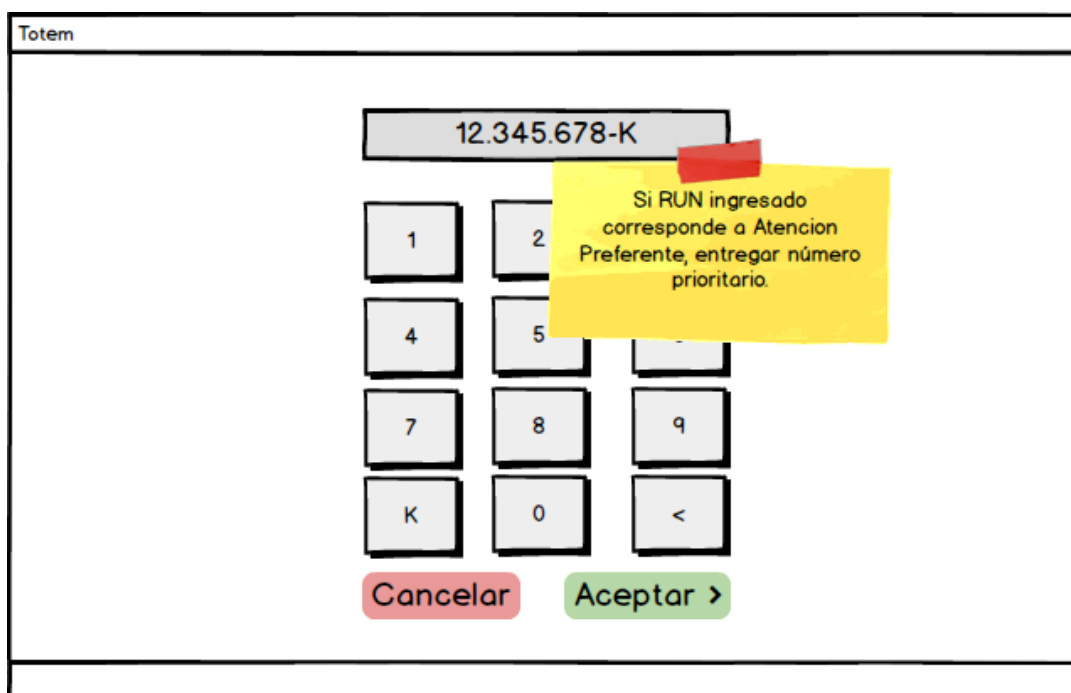 Totem
12.345.678-K
Si RUN ingresado
corresponde a Atencion
Preferente, entregar número
prioritario.
1
2
4
5
7
8
9
K
0
<
Cancelar
Aceptar >